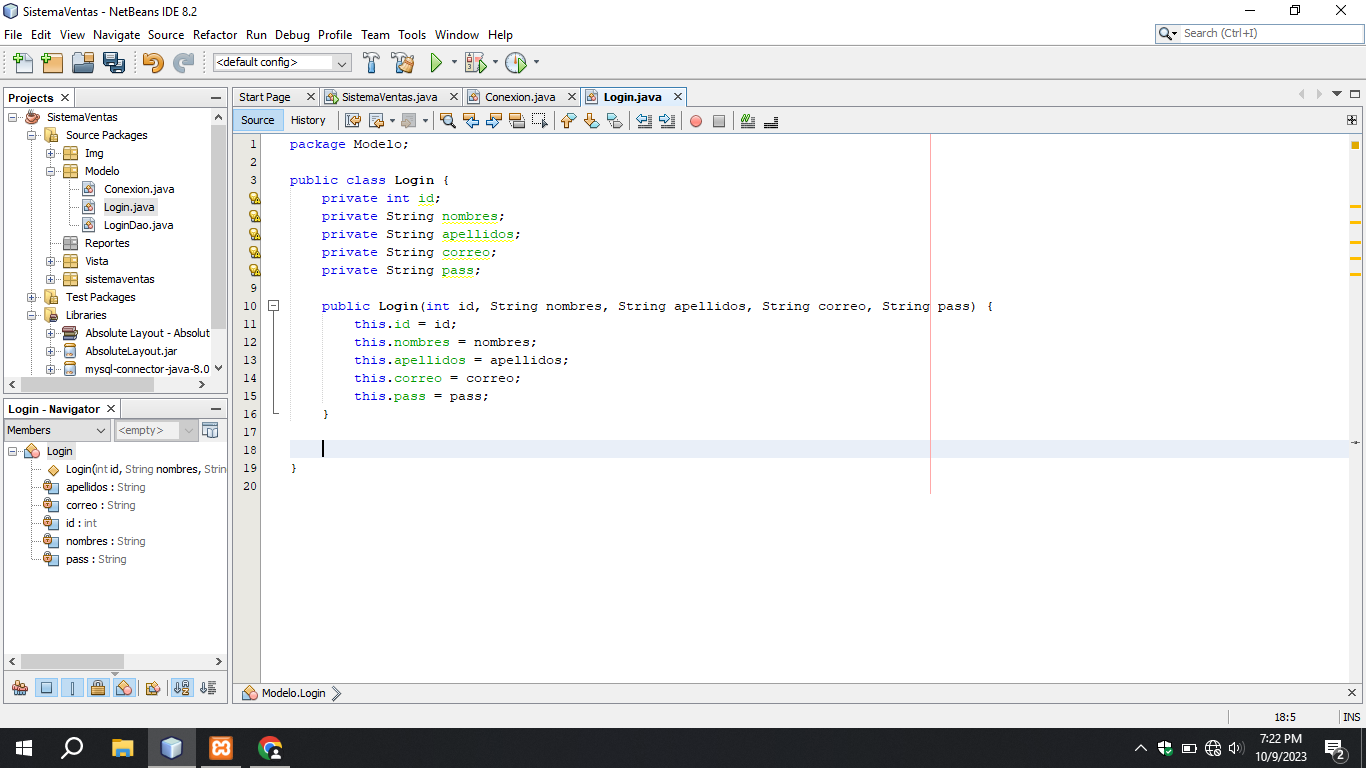 SistemaVentas - NetBeans IDE 8.2
File Edit View Navigate Source Refactor Run Debug Profile Team Tools Window Help
Search (Ctrl+I)
<default config>
Projects
SistemaVentas
Source Packages
Img
Modelo
Conexion.java
Login.java
LoginDao.java
Reportes
Vista
sistemaventas
Test Packages
Libraries
Absolute Layout - Absolut
AbsoluteLayout.jar
mysql-connector-java-8.0
Login - Navigator
Members
<empty>
Login
Login(int id, String nombres, Strin
apellidos : String
correo : String
id : int
nombres : String
pass : String
Start Page SistemaVentas.java Conexion.java Login.java
Source History
1 package Modelo;
2
3 public class Login {
private int id;
private String nombres;
private String apellidos;
private String correo;
private String pass;
9
10 public Login(int id, String nombres, String apellidos, String correo, String pass) {
11 this.id = id;
12 this.nombres = nombres;
13 this.apellidos = apellidos;
14 this.correo = correo;
15 this.pass = pass;
16 }
17
18
19 }
20
Modelo.Login
18:5 INS
7:22 PM
10/9/2023
2